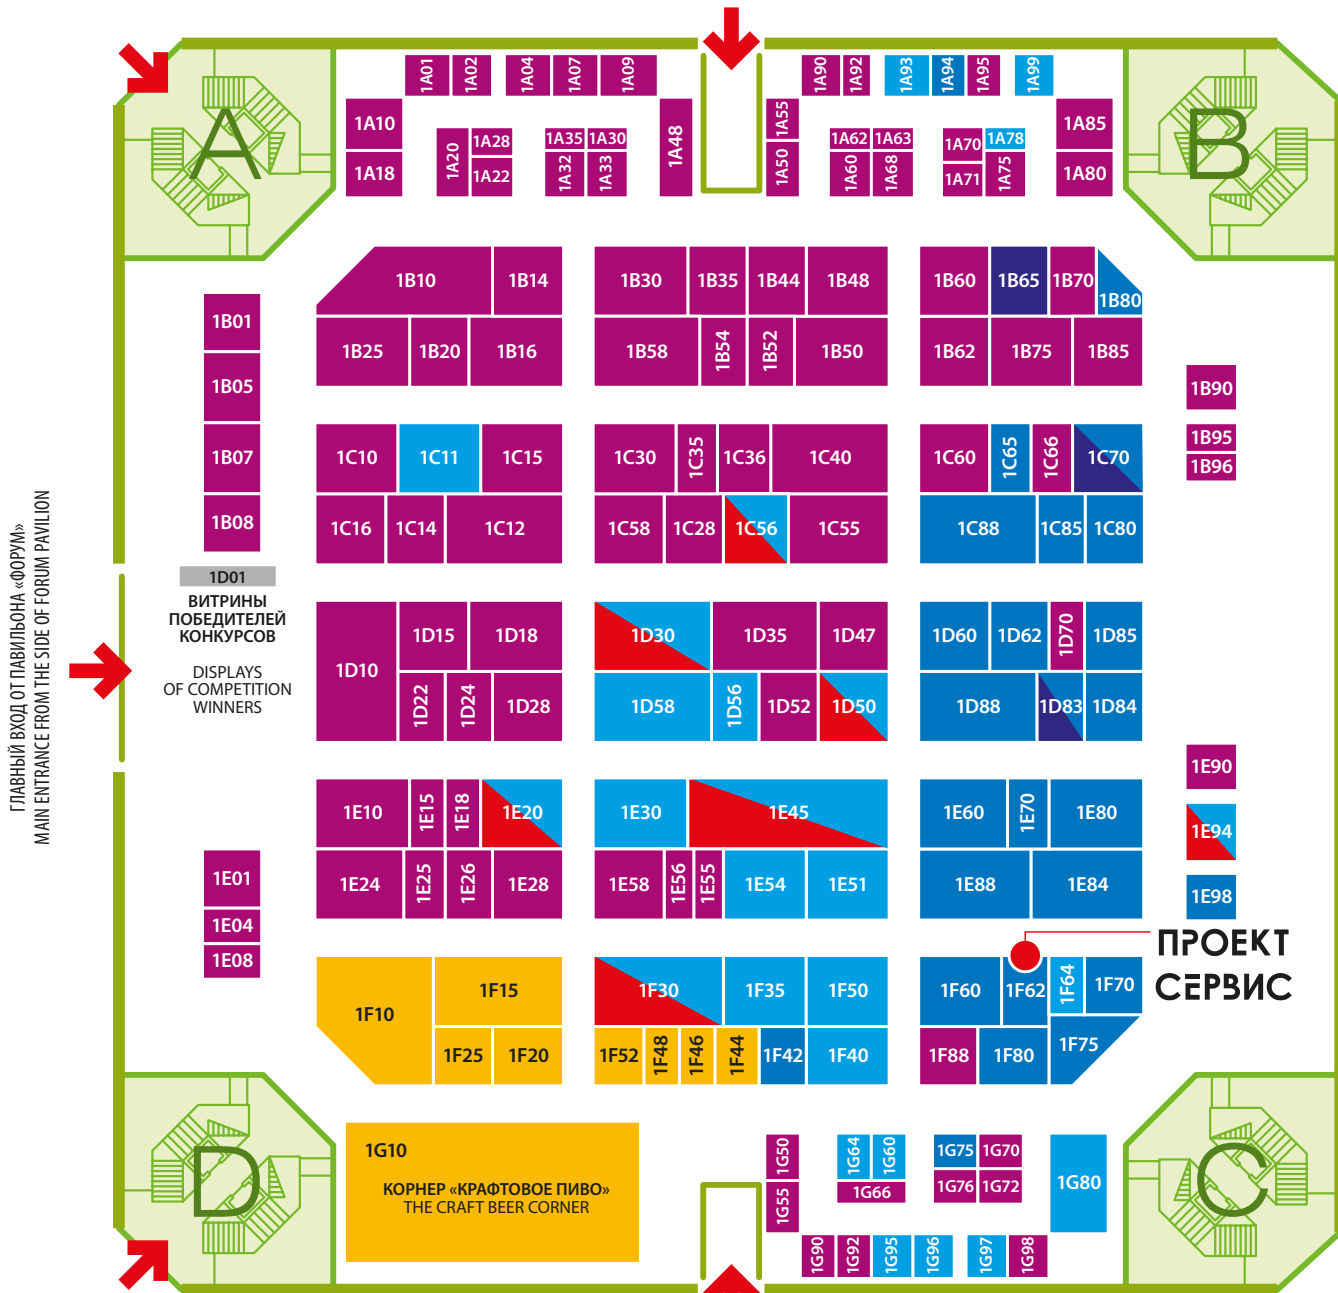 A
B
1A01 1A02 1A04 1A07 1A09
1A90 1A92 1A93 1A94 1A95 1A99
1A10 1A18
1A20 1A28 1A22
1A35 1A30 1A32 1A33
1A48
1A55 1A50
1A62 1A63 1A60 1A68
1A70 1A78 1A71 1A75
1A85 1A80
1B10 1B14 1B30 1B35 1B44 1B48 1B60 1B65 1B70 1B80
1B25 1B20 1B16 1B58 1B54 1B52 1B50 1B62 1B75 1B85
1B01
1B05
1B07
1B08
1B90
1B95
1B96
1C10 1C11 1C15 1C30 1C35 1C36 1C40 1C60 1C65 1C66 1C70
1C16 1C14 1C12 1C58 1C28 1C56 1C55 1C88 1C85 1C80
ГЛАВНЫЙ ВХОД ОТ ПАВИЛЬОНА «ФОРУМ»
MAIN ENTRANCE FROM THE SIDE OF FORUM PAVILION
1D01
ВИТРИНЫ
ПОБЕДИТЕЛЕЙ
КОНКУРСОВ
DISPLAYS
OF COMPETITION
WINNERS
1D10 1D15 1D18 1D30 1D35 1D47 1D60 1D62 1D70 1D85
1D22 1D24 1D28 1D58 1D56 1D52 1D50 1D88 1D83 1D84
1E10 1E15 1E18 1E20 1E30 1E45 1E60 1E70 1E80
1E24 1E25 1E26 1E28 1E58 1E56 1E55 1E54 1E51 1E88 1E84
1E90
1E94
1E98
1E01
1E04
1E08
ПРОЕКТ
СЕРВИС
1F10 1F15 1F30 1F35 1F50 1F60 1F62 1F64 1F70
1F25 1F20 1F52 1F48 1F46 1F44 1F42 1F40 1F88 1F80 1F75
D
C
1G10
КОРНЕР «КРАФТОВОЕ ПИВО»
THE CRAFT BEER CORNER
1G50 1G55
1G64 1G60
1G66
1G75 1G70
1G76 1G72
1G80
1G90 1G92 1G95 1G96 1G97 1G98